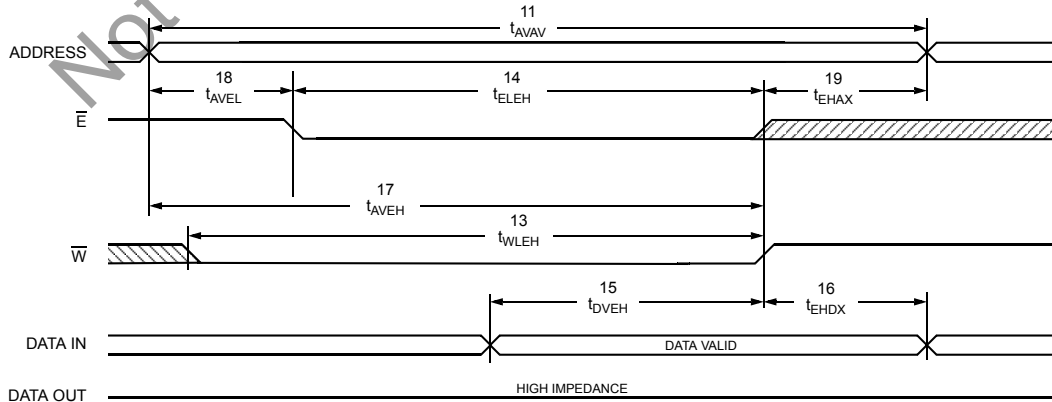 11
tAVAV
ADDRESS
18
tAVEL
14
tELEH
19
tEHAX
E
17
tAVEH
13
tWLEH
W
15
tDVEH
16
tEHDX
DATA IN
DATA VALID
DATA OUT
HIGH IMPEDANCE
Not